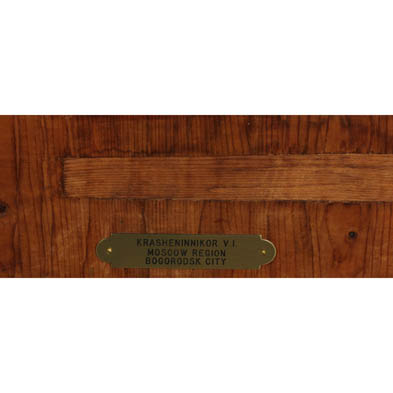 KRASHENINNIKOR V.I.
MOSCOW REGION
BOGORODSK CITY